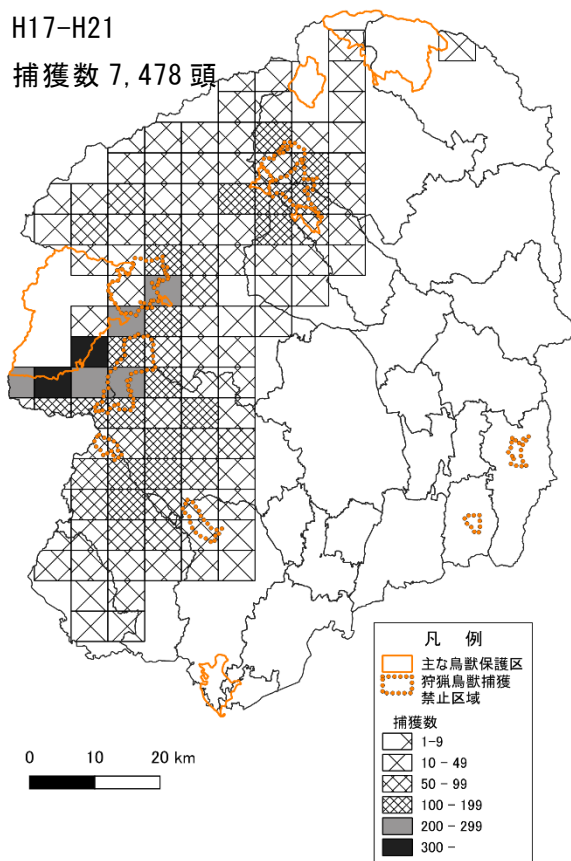 H17-H21
捕獲数 7,478 頭
凡 例
主な鳥獣保護区
狩猟鳥獣捕獲
禁止区域
捕獲数
1-9
10 - 49
50 - 99
100 - 199
200 - 299
300 -
0 10 20 km